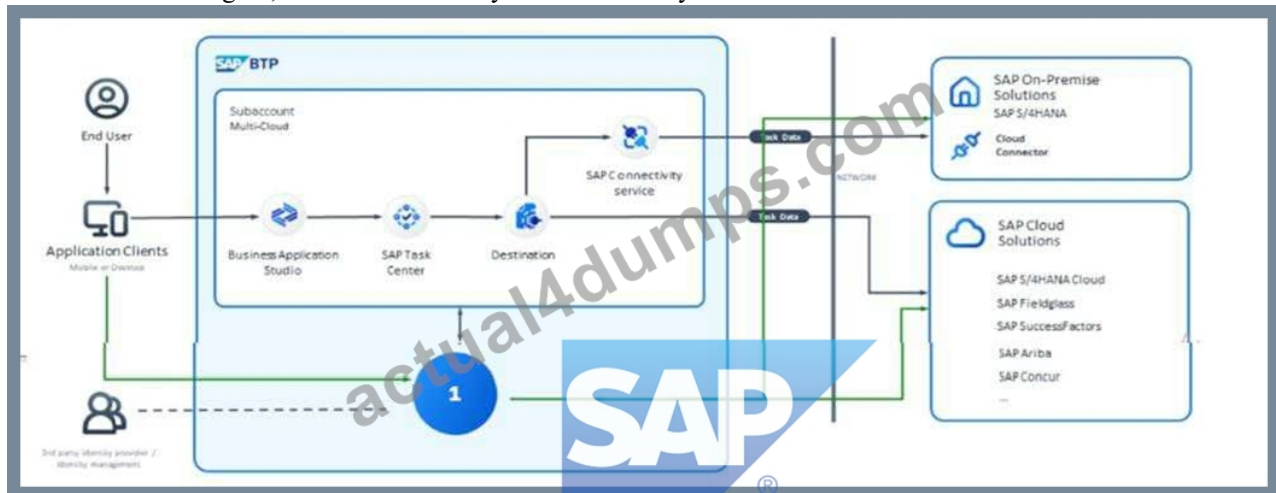 SAP BTP
Subaccount
Multi-Cloud
End User
Application Clients
Mobile or Desktop
Business Application
Studio
SAP Task
Center
Destination
SAP Connectivity
service
Task Data
Task Data
NETWORK
SAP On-Premise
Solutions
SAP S/4HANA
Cloud
Connector
SAP Cloud
Solutions
SAP S/4HANA Cloud
SAP Fieldglass
SAP SuccessFactors
SAP Ariba
SAP Concur
...
1
3rd party identity provider /
identity management
actual4dumps.com
SAP
®